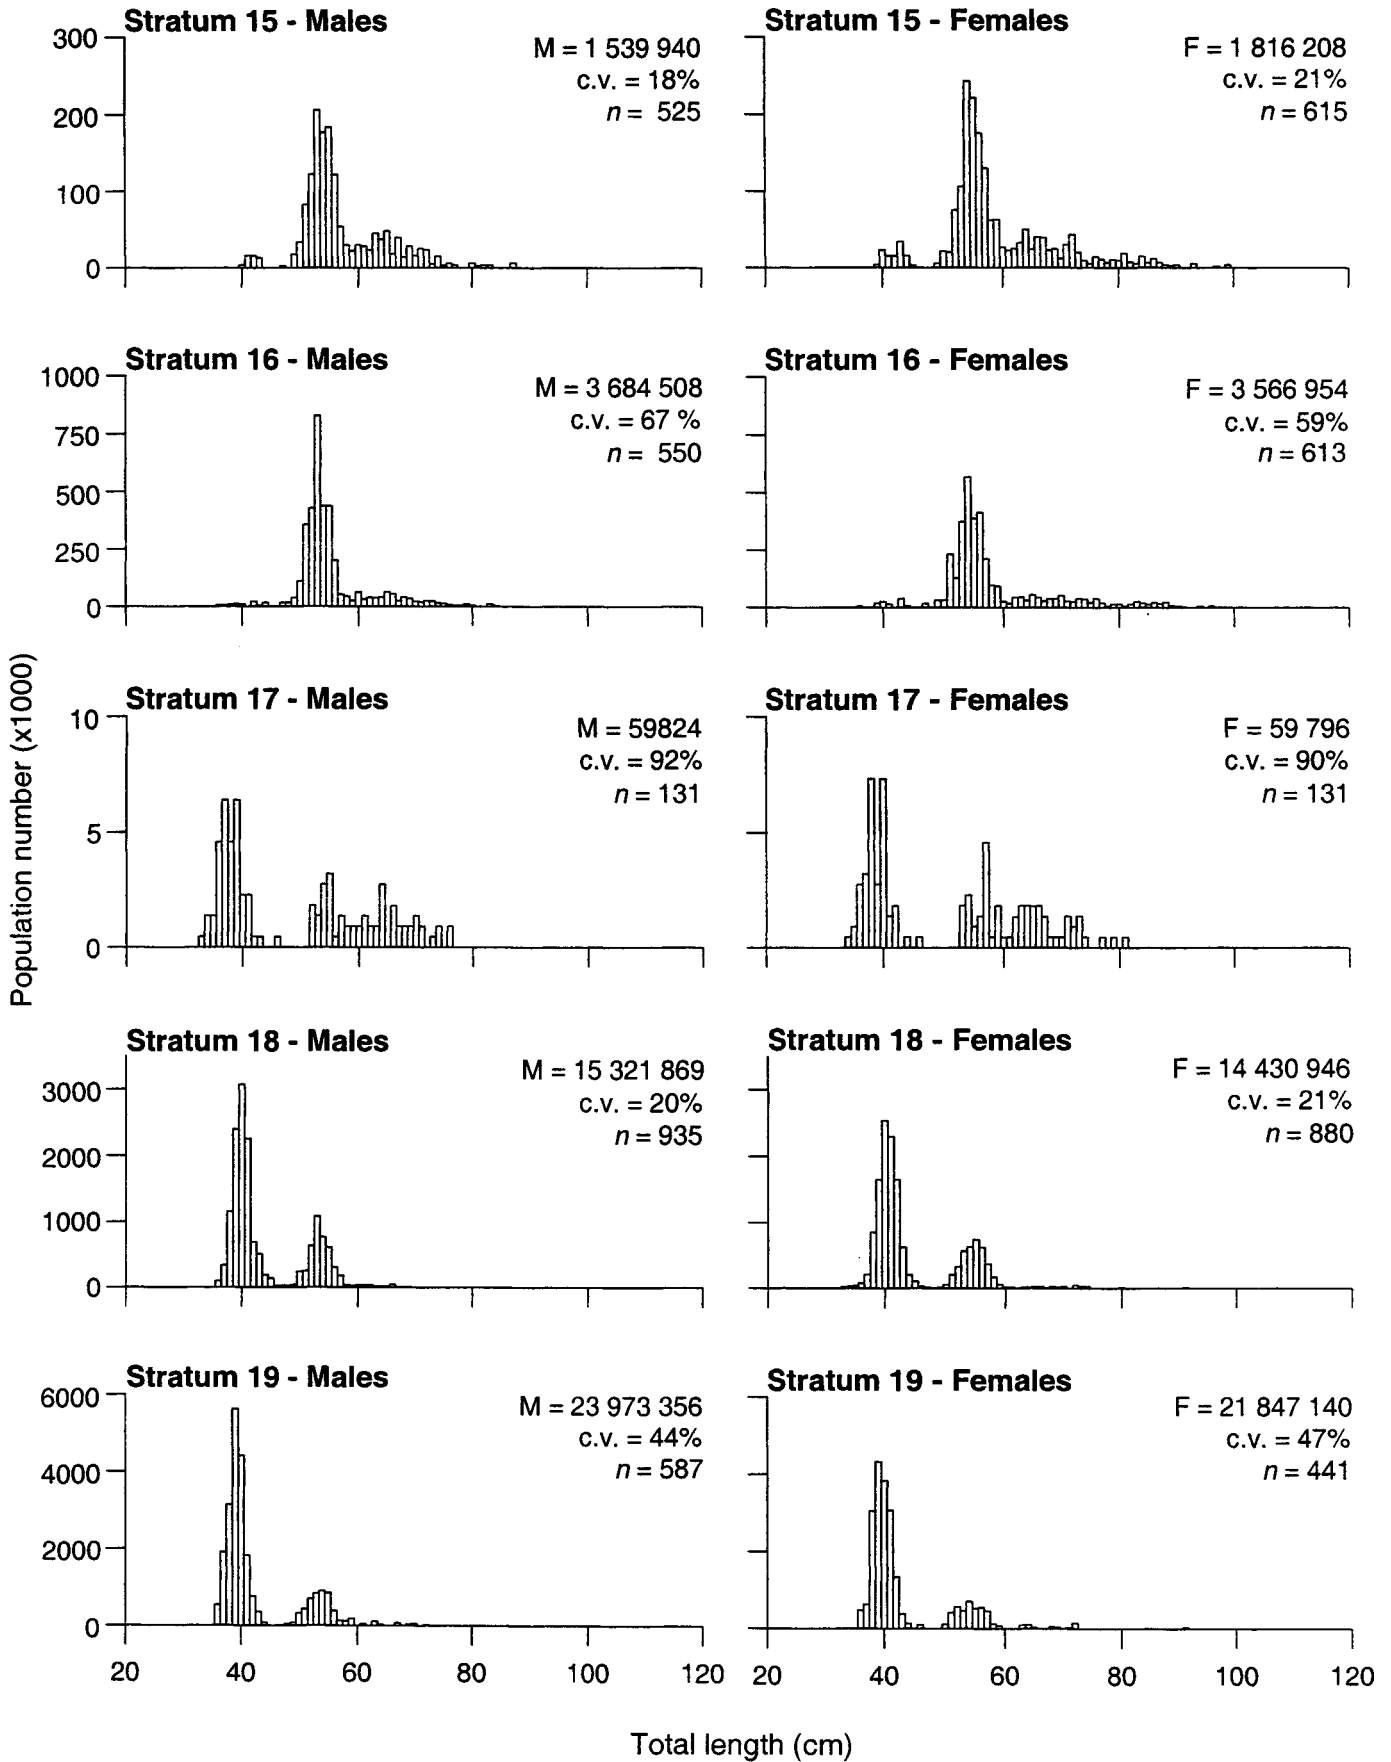 Stratum 15 - Males
300
200
100
0
M = 1 539 940
c.v. = 18%
n = 525
Stratum 15 - Females
F = 1 816 208
c.v. = 21%
n = 615
Stratum 16 - Males
1000
750
500
250
0
M = 3 684 508
c.v. = 67 %
n = 550
Stratum 16 - Females
F = 3 566 954
c.v. = 59%
n = 613
Stratum 17 - Males
10
5
0
M = 59824
c.v. = 92%
n = 131
Stratum 17 - Females
F = 59 796
c.v. = 90%
n = 131
Stratum 18 - Males
3000
2000
1000
0
M = 15 321 869
c.v. = 20%
n = 935
Stratum 18 - Females
F = 14 430 946
c.v. = 21%
n = 880
Stratum 19 - Males
6000
4000
2000
0
M = 23 973 356
c.v. = 44%
n = 587
Stratum 19 - Females
F = 21 847 140
c.v. = 47%
n = 441
20 40 60 80 100 120
20 40 60 80 100 120
Population number (x1000)
Total length (cm)